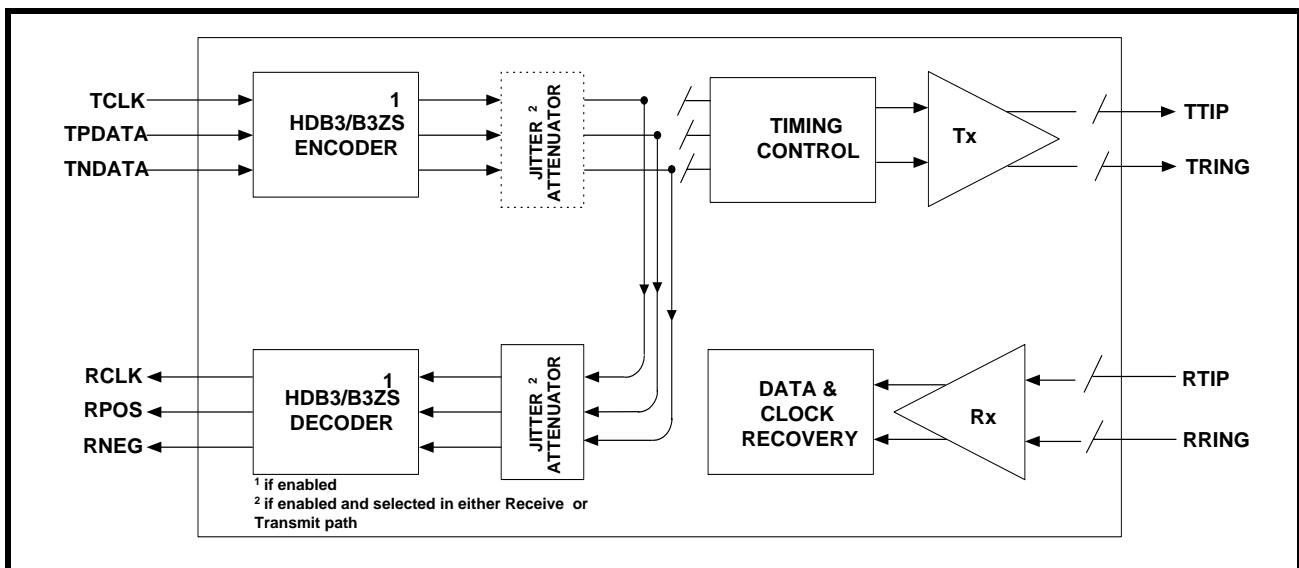 TCLK
TPDATA
TNDATA
1
HDB3/B3ZS
ENCODER
JITTER 2
ATTENUATOR
TIMING
CONTROL
Tx
TTIP
TRING
RCLK
RPOS
RNEG
1
HDB3/B3ZS
DECODER
JITTER 2
ATTENUATOR
DATA &
CLOCK
RECOVERY
Rx
RTIP
RRING
1 if enabled
2 if enabled and selected in either Receive or
Transmit path